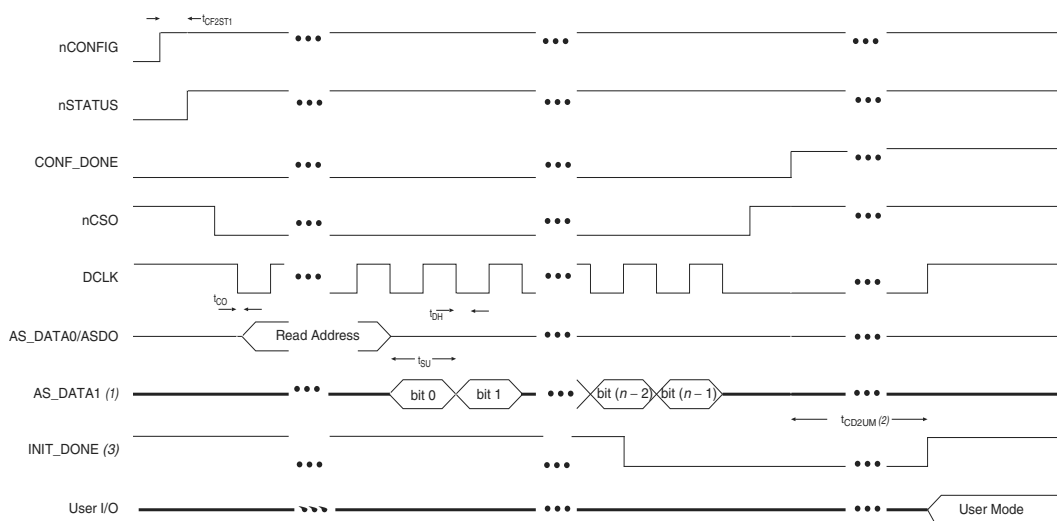 tCF2ST1
nCONFIG
nSTATUS
CONF_DONE
nCSO
DCLK
tCO
tDH
AS_DATA0/ASDO
Read Address
tSU
AS_DATA1 (1)
bit 0
bit 1
bit (n − 2)
bit (n − 1)
tCD2UM (2)
INIT_DONE (3)
User I/O
User Mode